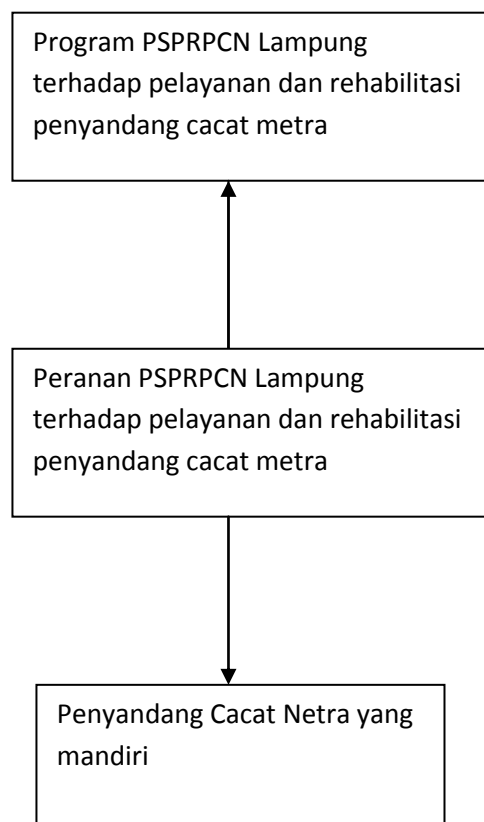 Program PSPRPCN Lampung
terhadap pelayanan dan rehabilitasi
penyandang cacat metra
Peranan PSPRPCN Lampung
terhadap pelayanan dan rehabilitasi
penyandang cacat metra
Penyandang Cacat Netra yang
mandiri